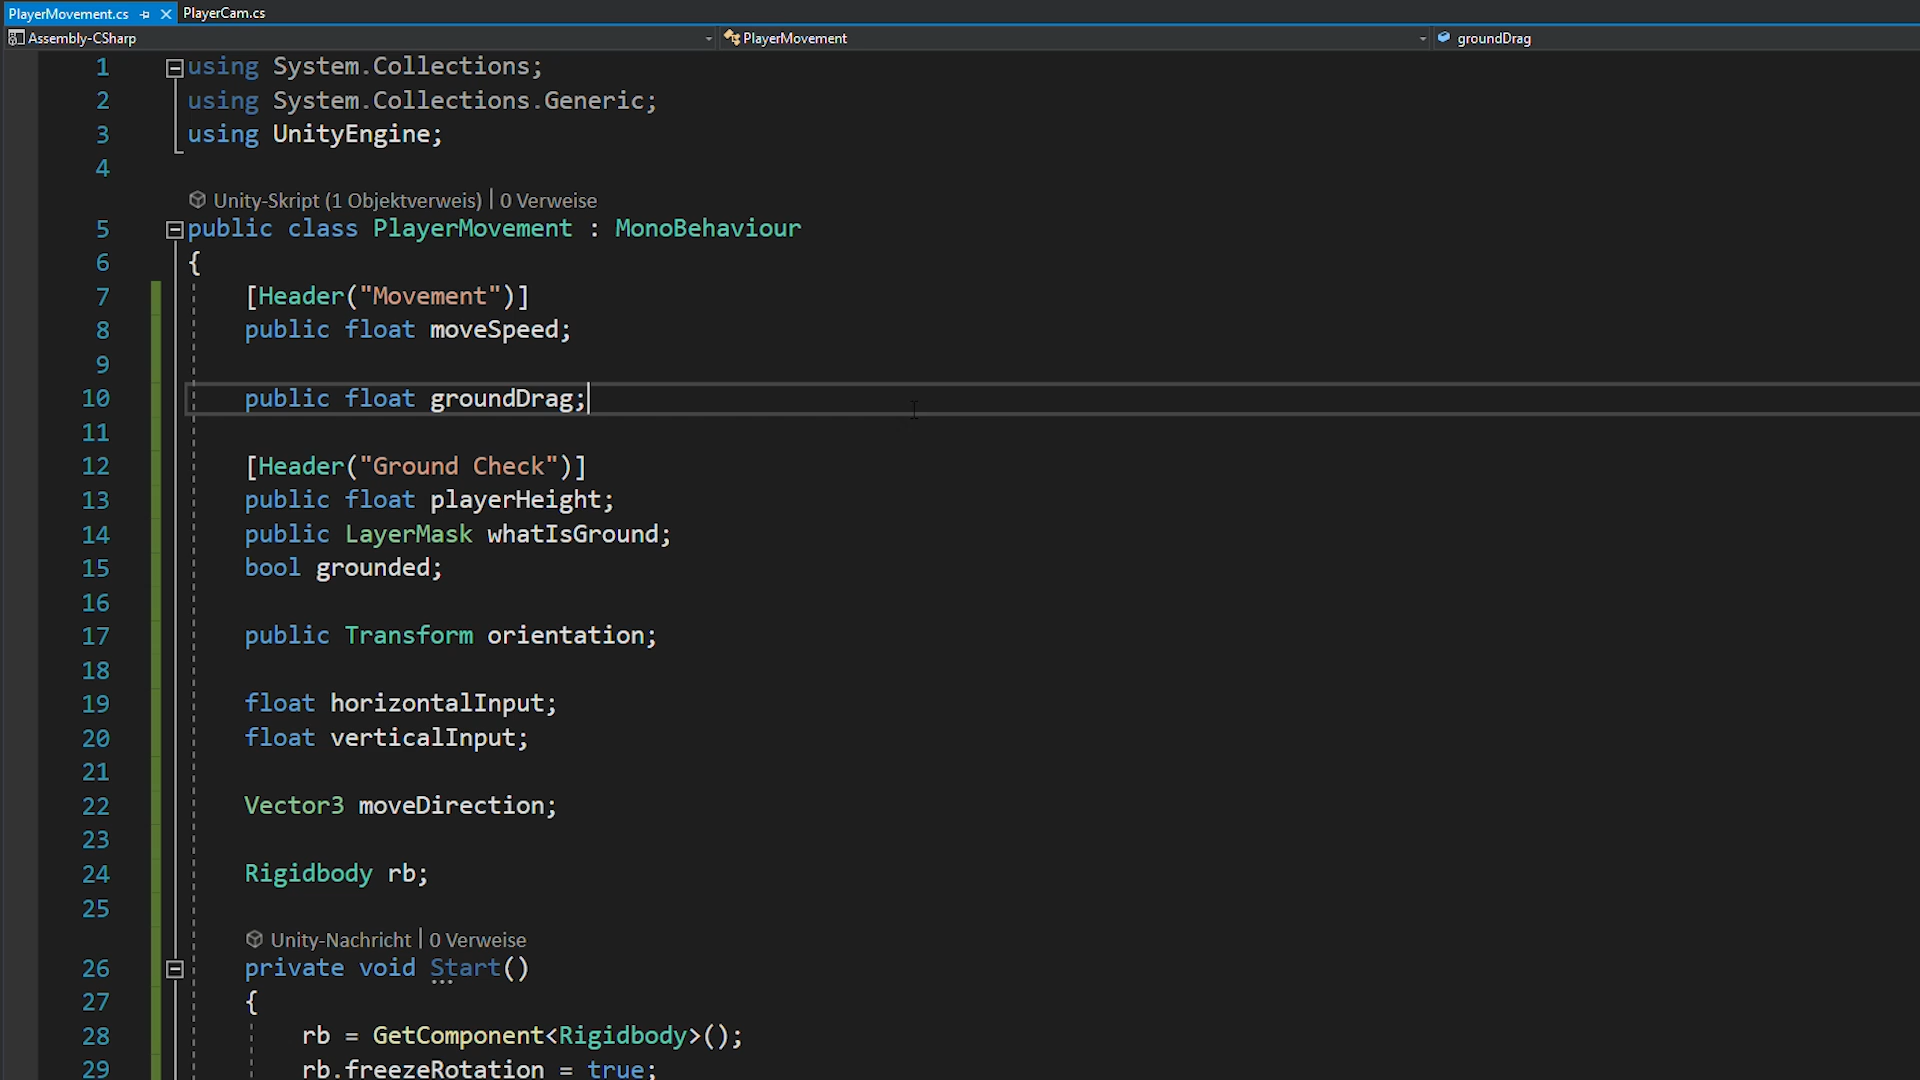 PlayerMovement.cs PlayerCam.cs
Assembly-CSharp PlayerMovement groundDrag
1 using System.Collections;
2 using System.Collections.Generic;
3 using UnityEngine;
4
Unity-Skript (1 Objektverweis) | 0 Verweise
5 public class PlayerMovement : MonoBehaviour
6 {
7 [Header("Movement")]
8 public float moveSpeed;
9
10 public float groundDrag;
11
12 [Header("Ground Check")]
13 public float playerHeight;
14 public LayerMask whatIsGround;
15 bool grounded;
16
17 public Transform orientation;
18
19 float horizontalInput;
20 float verticalInput;
21
22 Vector3 moveDirection;
23
24 Rigidbody rb;
25
Unity-Nachricht | 0 Verweise
26 private void Start()
27 {
28 rb = GetComponent<Rigidbody>();
29 rb.freezeRotation = true;